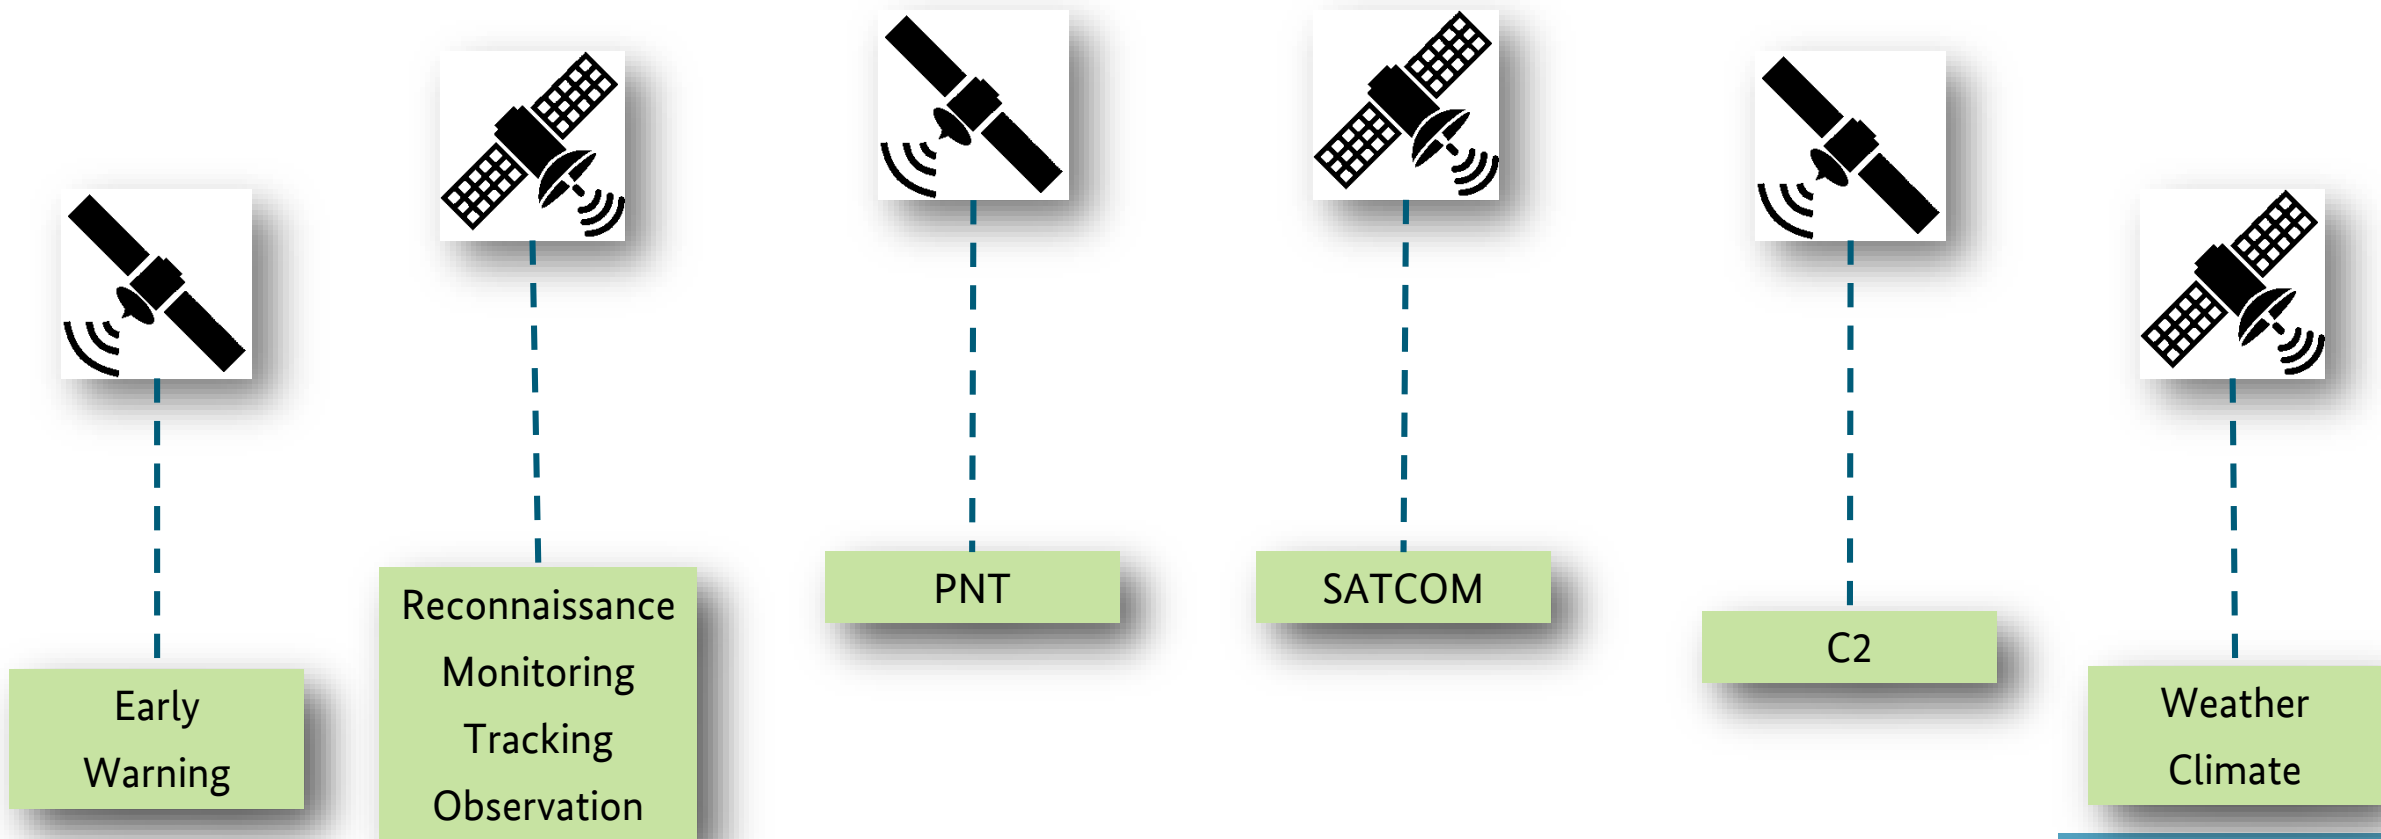 Early
Warning
Reconnaissance
Monitoring
Tracking
Observation
PNT
SATCOM
C2
Weather
Climate